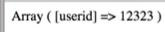 Array ( [userid] => 12323 )